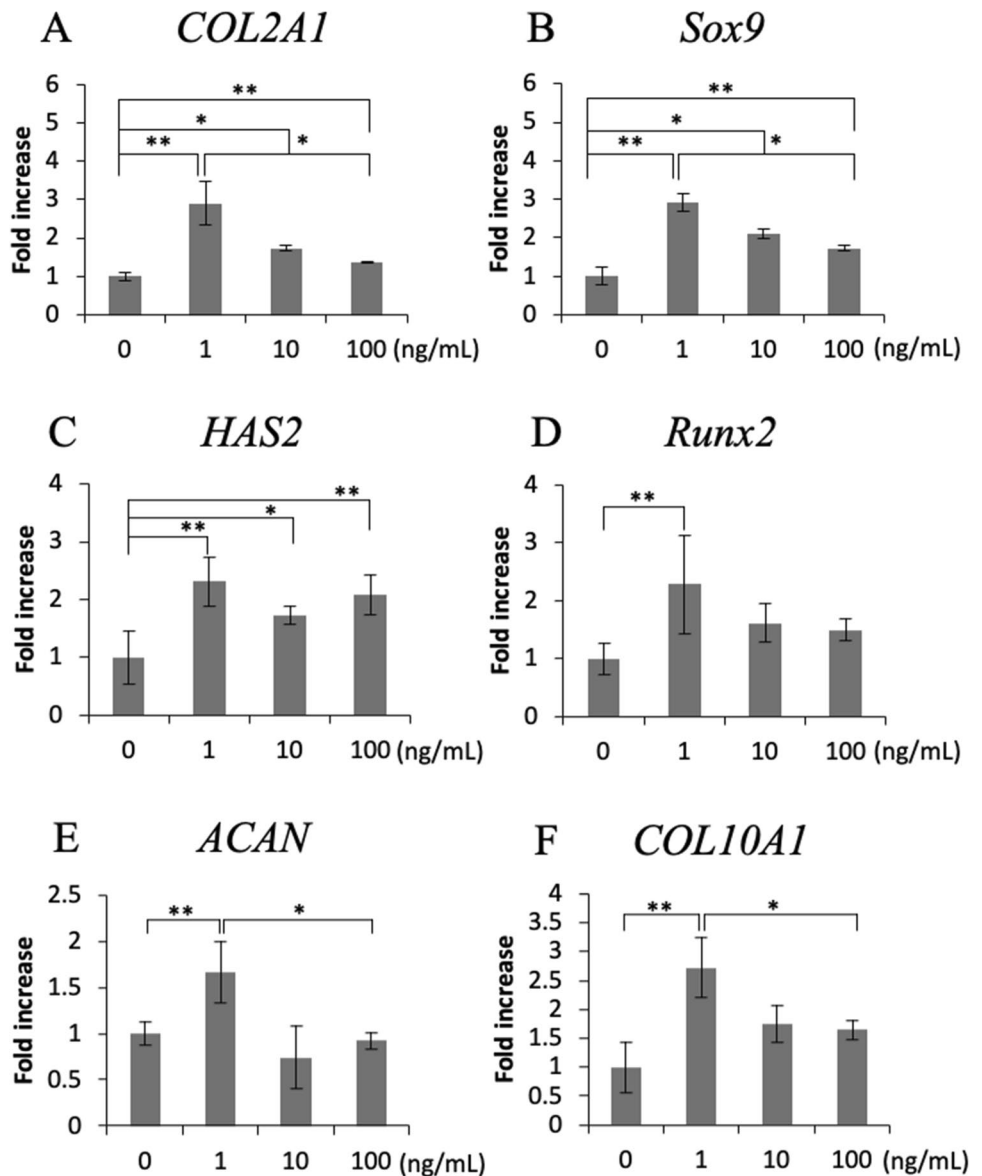 A COL2A1
Fold increase
6
5
4
3
2
1
0
**
*
** *
0 1 10 100 (ng/mL)
B Sox9
Fold increase
6
5
4
3
2
1
0
**
*
** *
0 1 10 100 (ng/mL)
C HAS2
Fold increase
4
3
2
1
0
**
*
**
0 1 10 100 (ng/mL)
D Runx2
Fold increase
4
3
2
1
0
**
0 1 10 100 (ng/mL)
E ACAN
Fold increase
2.5
2
1.5
1
0.5
0
** *
0 1 10 100 (ng/mL)
F COL10A1
Fold increase
4
3.5
3
2.5
2
1.5
1
0.5
0
** *
0 1 10 100 (ng/mL)